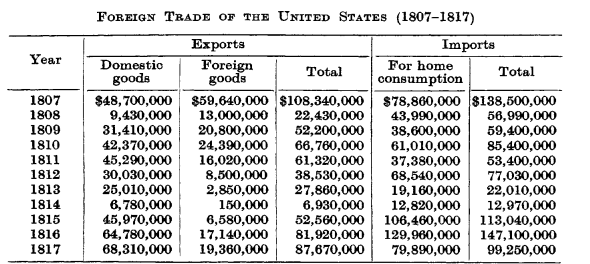 FOREIGN TRADE OF THE UNITED STATES (1807–1817)
Exports Imports
Year Domestic goods Foreign goods Total For home consumption Total
1807 $48,700,000 $59,640,000 $108,340,000 $78,860,000 $138,500,000
1808 9,430,000 13,000,000 22,430,000 43,990,000 56,990,000
1809 31,410,000 20,800,000 52,200,000 38,600,000 59,400,000
1810 42,370,000 24,390,000 66,760,000 61,010,000 85,400,000
1811 45,290,000 16,020,000 61,320,000 37,380,000 53,400,000
1812 30,030,000 8,500,000 38,530,000 68,540,000 77,030,000
1813 25,010,000 2,850,000 27,860,000 19,160,000 22,010,000
1814 6,780,000 150,000 6,930,000 12,820,000 12,970,000
1815 45,970,000 6,580,000 52,560,000 106,460,000 113,040,000
1816 64,780,000 17,140,000 81,920,000 129,960,000 147,100,000
1817 68,310,000 19,360,000 87,670,000 79,890,000 99,250,000